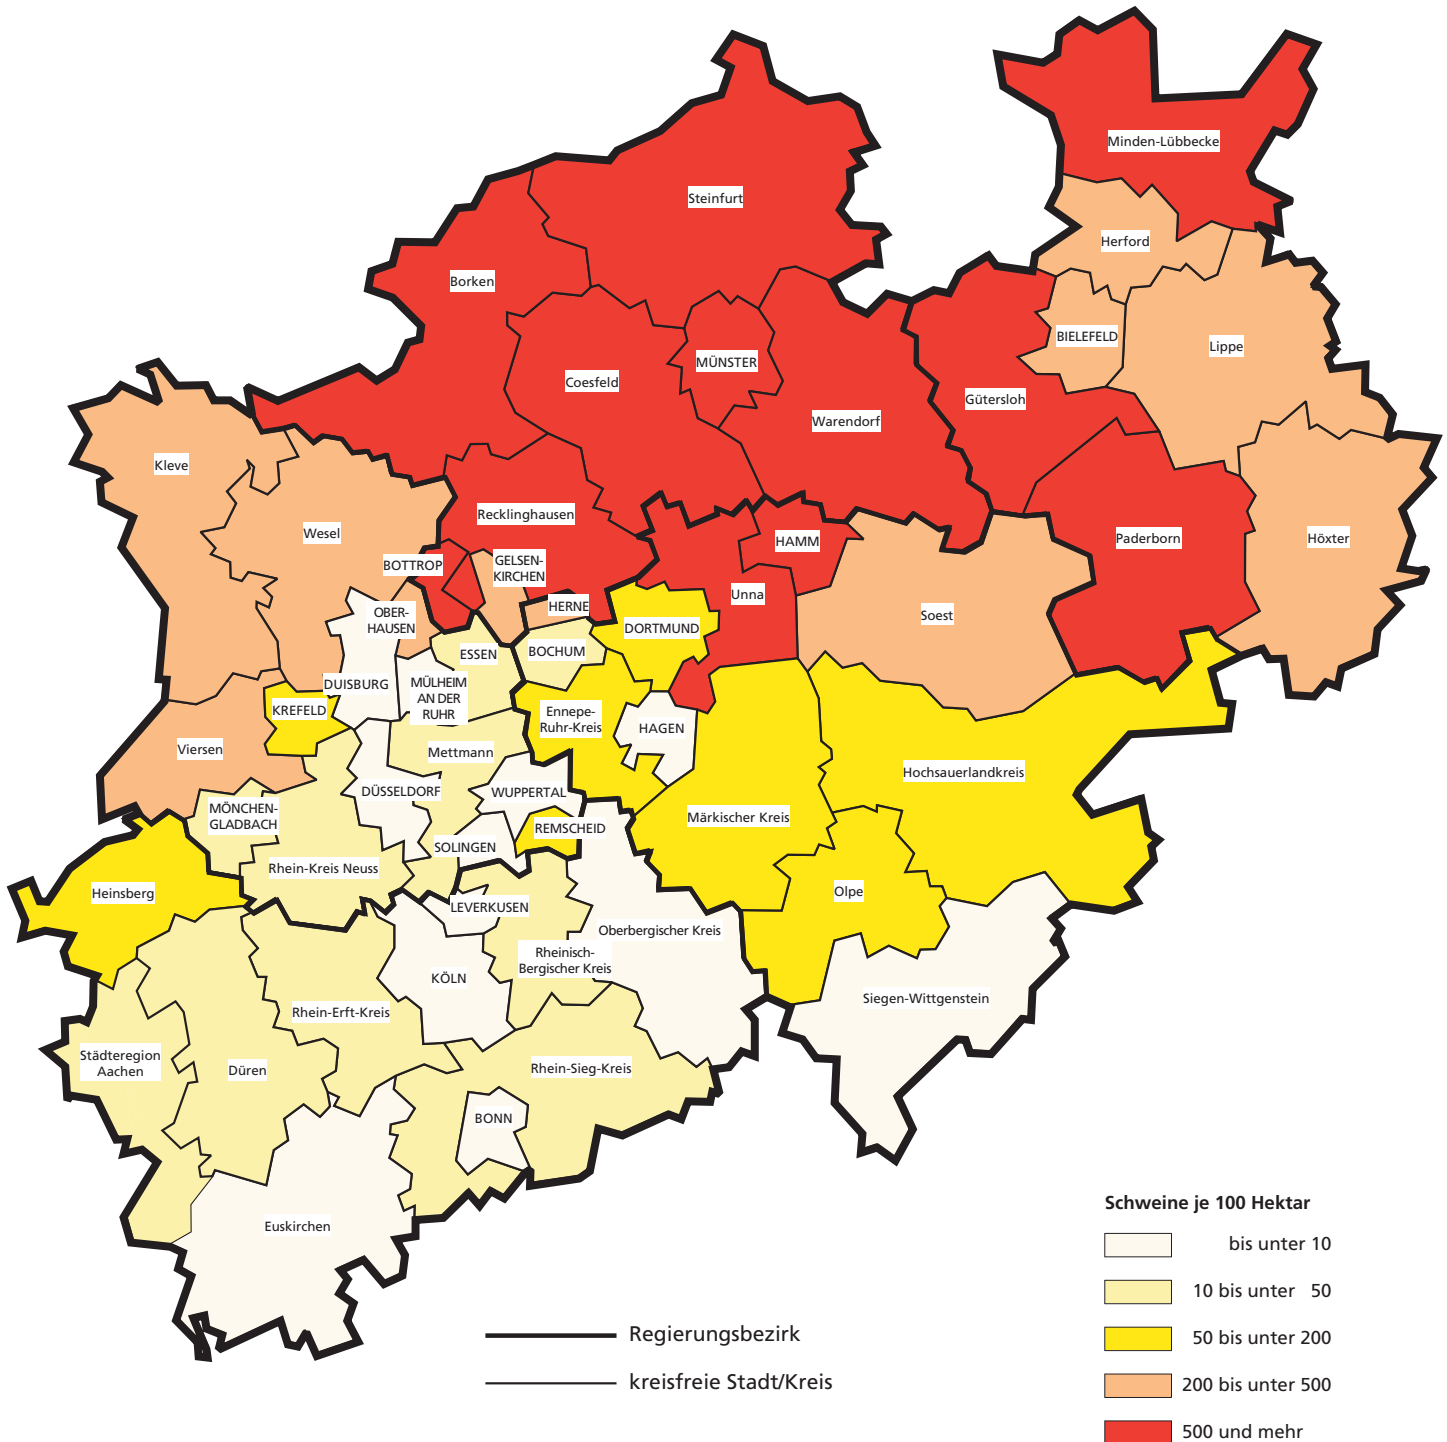 Minden-Lübbecke
Steinfurt
Herford
Borken
BIELEFELD
Lippe
MÜNSTER
Coesfeld
Gütersloh
Warendorf
Kleve
Recklinghausen
Wesel
HAMM
Paderborn
Höxter
BOTTROP
GELSEN-
KIRCHEN
Unna
HERNE
OBER-
HAUSEN
Soest
DORTMUND
ESSEN
BOCHUM
DUISBURG
MÜLHEIM
AN DER
RUHR
KREFELD
Ennepe-
Ruhr-Kreis
HAGEN
Viersen
Mettmann
Hochsauerlandkreis
DÜSSELDORF
WUPPERTAL
MÖNCHEN-
GLADBACH
Märkischer Kreis
REMSCHEID
SOLINGEN
Rhein-Kreis Neuss
Heinsberg
Olpe
LEVERKUSEN
Oberbergischer Kreis
Rheinisch-
Bergischer Kreis
KÖLN
Siegen-Wittgenstein
Rhein-Erft-Kreis
Städteregion
Aachen
Düren
Rhein-Sieg-Kreis
BONN
Euskirchen
Schweine je 100 Hektar
bis unter 10
10 bis unter 50
50 bis unter 200
200 bis unter 500
500 und mehr
Regierungsbezirk
kreisfreie Stadt/Kreis